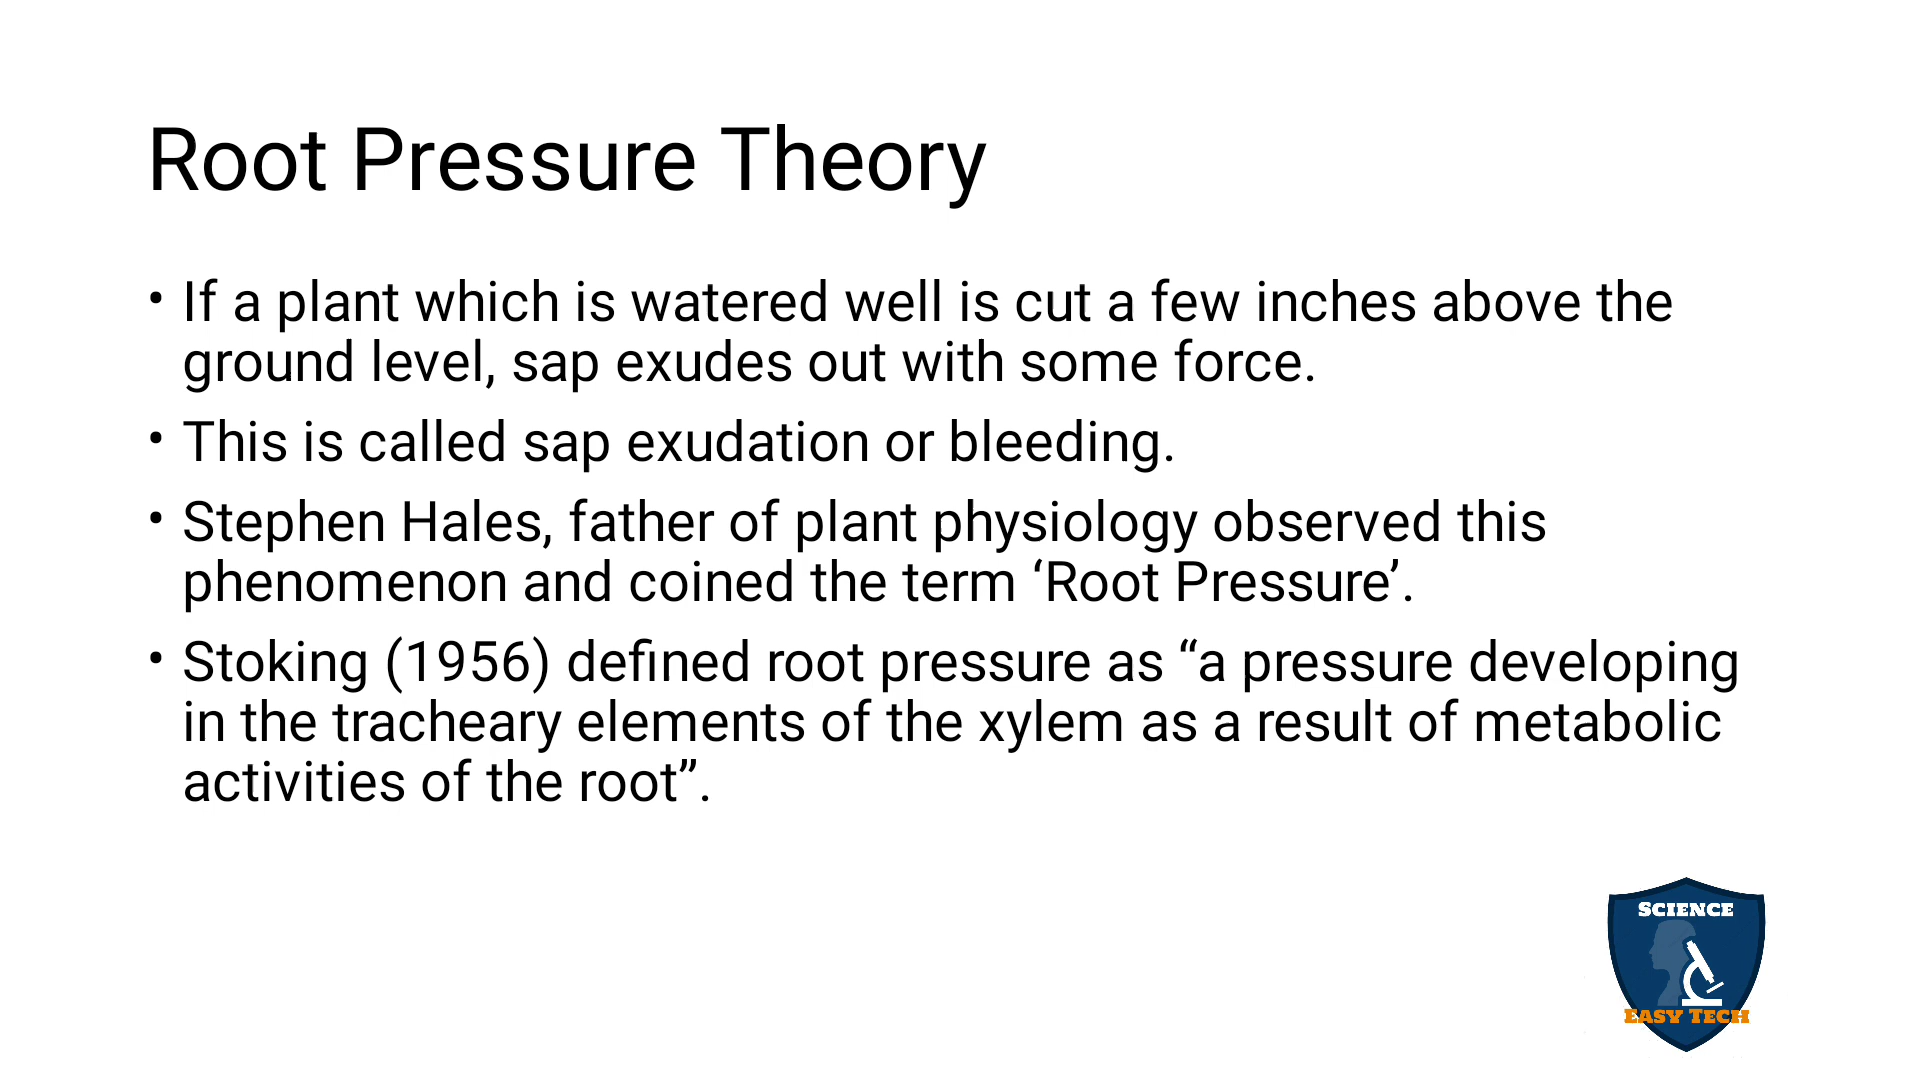 Root Pressure Theory
• If a plant which is watered well is cut a few inches above the
ground level, sap exudes out with some force.
• This is called sap exudation or bleeding.
• Stephen Hales, father of plant physiology observed this
phenomenon and coined the term ‘Root Pressure’.
• Stoking (1956) defined root pressure as “a pressure developing
in the tracheary elements of the xylem as a result of metabolic
activities of the root”.
SCIENCE
EASY TECH